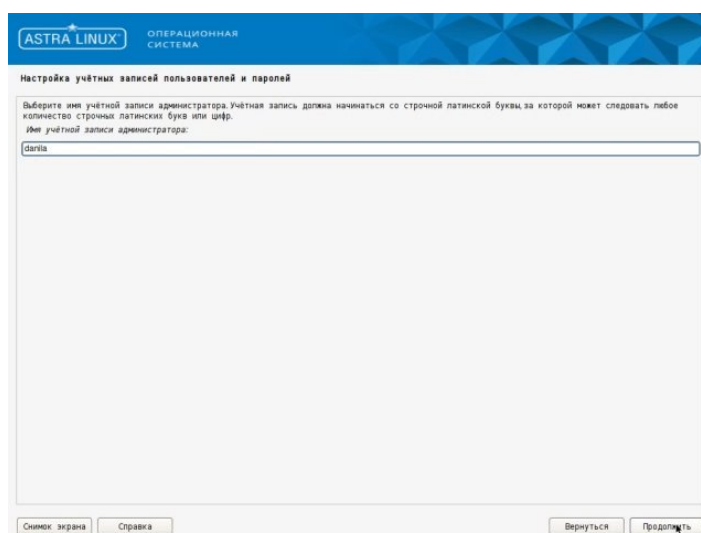 ASTRA LINUX
ОПЕРАЦИОННАЯ
СИСТЕМА
Настройка учётных записей пользователей и паролей
Выберите имя учётной записи администратора.Учётная запись должна начинаться со строчной латинской буквы,за которой может следовать любое
количество строчных латинских букв или цифр.
Имя учётной записи администратора:
danila
Снимок экрана Справка Вернуться Продолжить